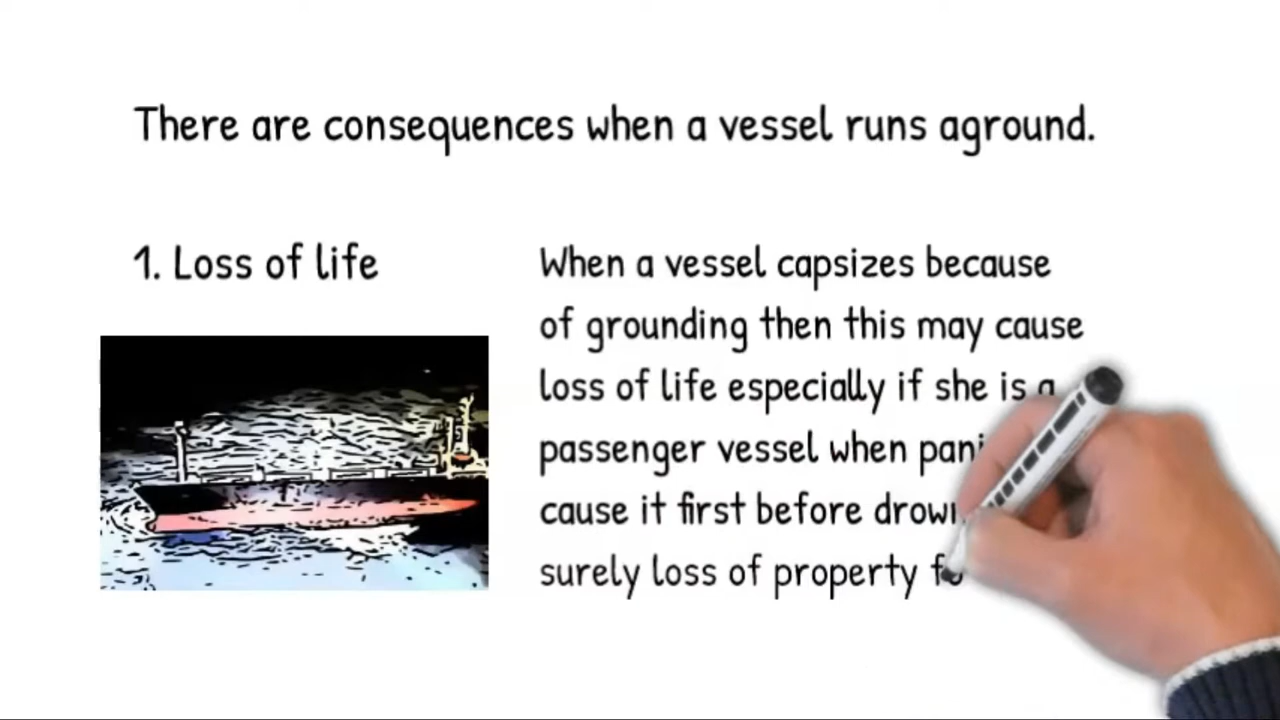 There are consequences when a vessel runs aground.
1. Loss of life
When a vessel capsizes because
of grounding then this may cause
loss of life especially if she is a
passenger vessel when
cause it first before
surely loss of property